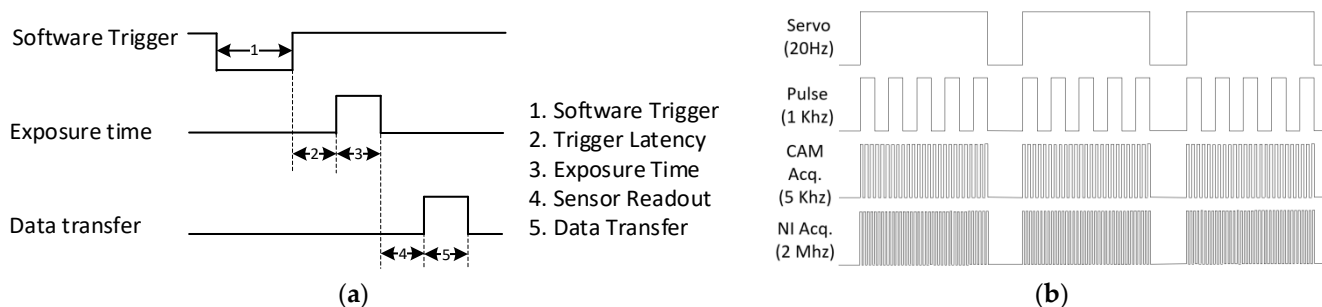 Software Trigger
1
Exposure time
2
3
Data transfer
4
5
1. Software Trigger
2. Trigger Latency
3. Exposure Time
4. Sensor Readout
5. Data Transfer
(a)
Servo
(20Hz)
Pulse
(1 Khz)
CAM
Acq.
(5 Khz)
NI Acq.
(2 Mhz)
(b)